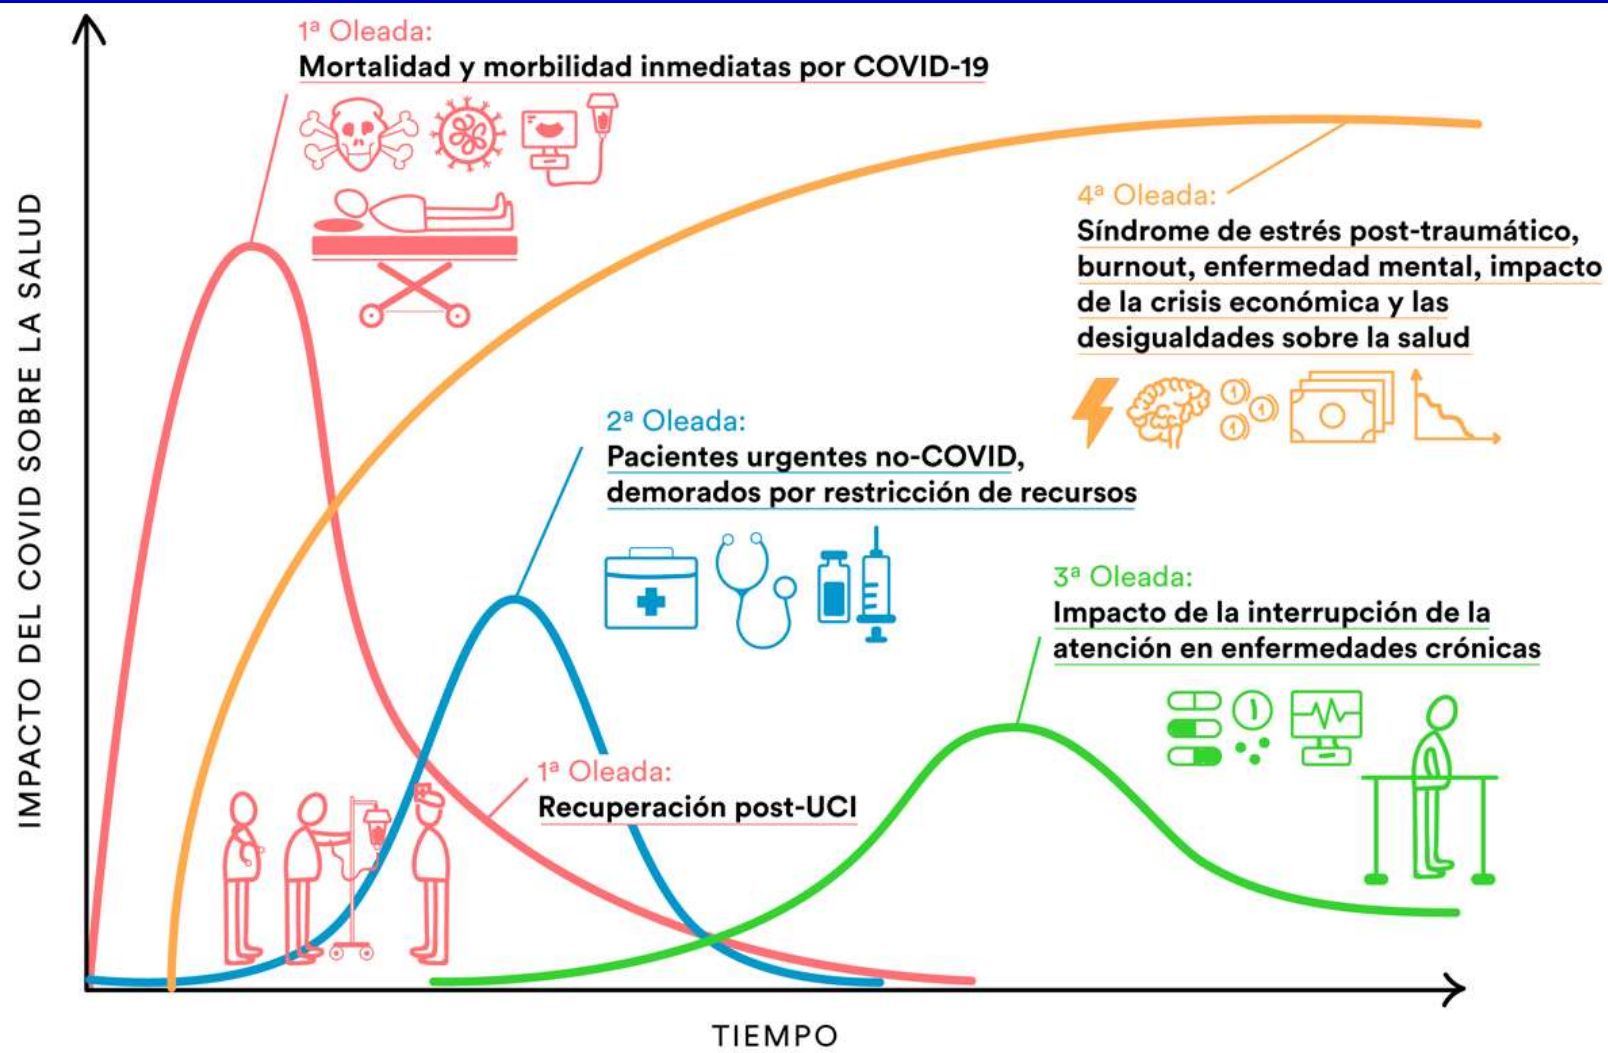 1ª Oleada:
Mortalidad y morbilidad inmediatas por COVID-19
4ª Oleada:
Síndrome de estrés post-traumático,
burnout, enfermedad mental, impacto
de la crisis económica y las
desigualdades sobre la salud
2ª Oleada:
Pacientes urgentes no-COVID,
demorados por restricción de recursos
3ª Oleada:
Impacto de la interrupción de la
atención en enfermedades crónicas
1ª Oleada:
Recuperación post-UCI
IMPACTO DEL COVID SOBRE LA SALUD
TIEMPO